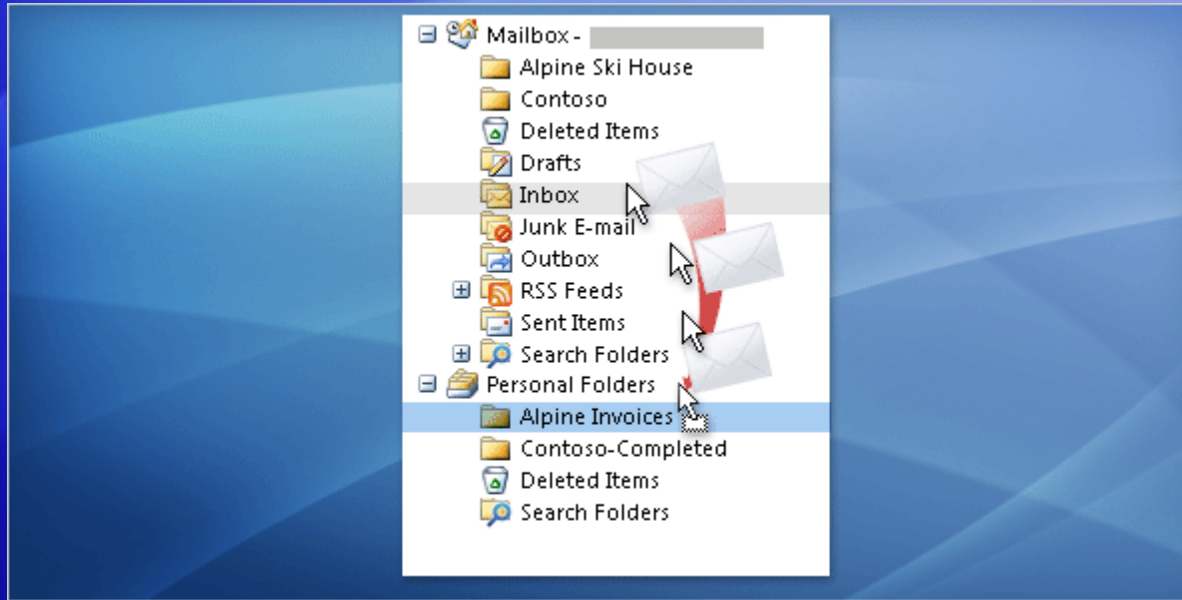 Mailbox -
Alpine Ski House
Contoso
Deleted Items
Drafts
Inbox
Junk E-mail
Outbox
RSS Feeds
Sent Items
Search Folders
Personal Folders
Alpine Invoices
Contoso-Completed
Deleted Items
Search Folders